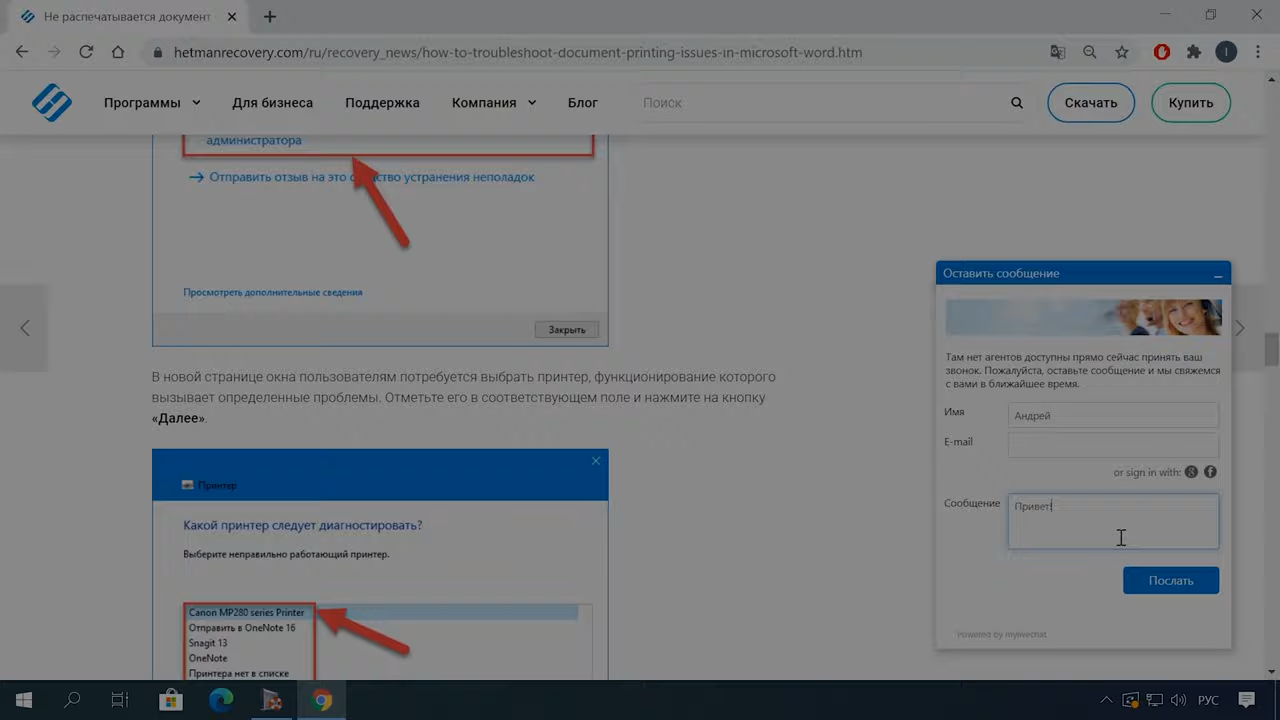 Не распечатывается документ
hetmanrecovery.com/ru/recovery_news/how-to-troubleshoot-document-printing-issues-in-microsoft-word.htm
I
Программы
Для бизнеса
Поддержка
Компания
Блог
Поиск
Скачать
Купить
администратора
Отправить отзыв на это средство устранения неполадок
Просмотреть дополнительные сведения
Закрыть
В новой странице окна пользователям потребуется выбрать принтер, функционирование которого
вызывает определенные проблемы. Отметьте его в соответствующем поле и нажмите на кнопку
«Далее».
Принтер
Какой принтер следует диагностировать?
Выберите неправильно работающий принтер.
Canon MP280 series Printer
Отправить в OneNote 16
Snagit 13
OneNote
Принтера нет в списке
Оставить сообщение
Там нет агентов доступны прямо сейчас принять ваш
звонок. Пожалуйста, оставьте сообщение и мы свяжемся
с вами в ближайшее время.
Имя
Андрей
E-mail
or sign in with:
Сообщение
Привет!
Послать
Powered by mylivechat
РУС